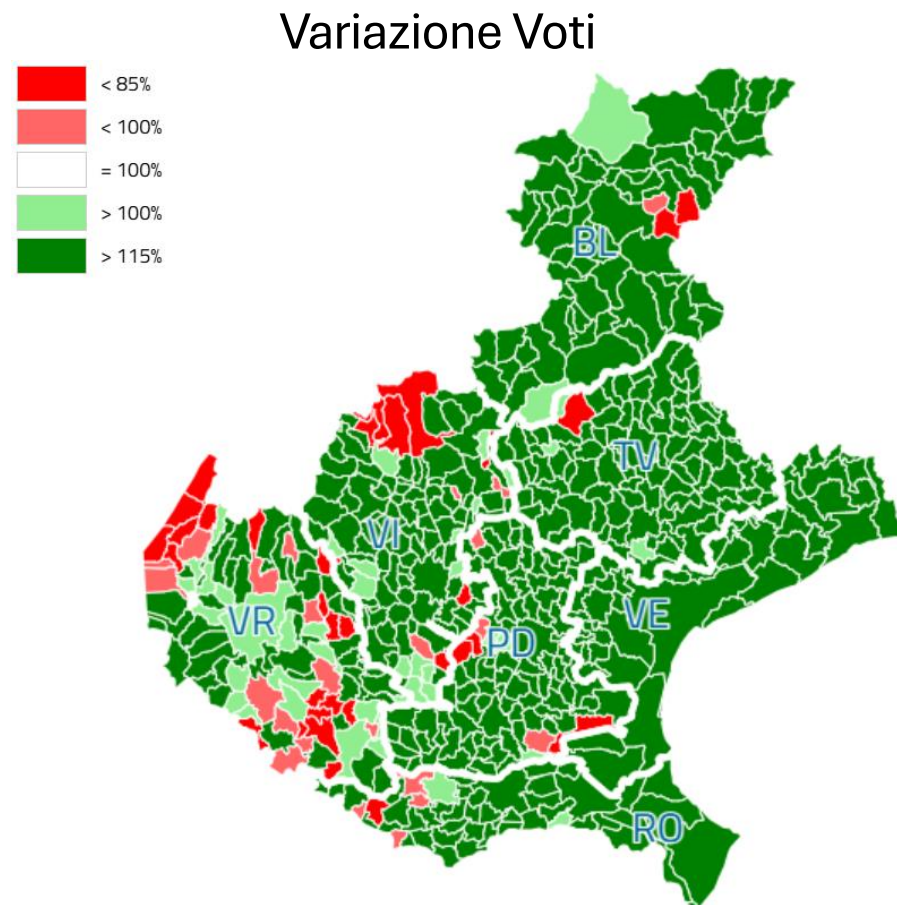 Variazione Voti
< 85%
< 100%
= 100%
> 100%
> 115%
BL
TV
VI
VR
VE
PD
RO